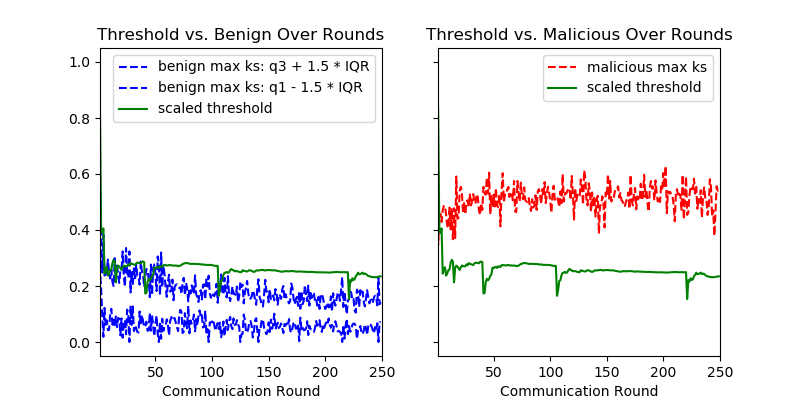 Threshold vs. Benign Over Rounds
benign max ks: q3 + 1.5 * IQR
benign max ks: q1 - 1.5 * IQR
scaled threshold
1.0
0.8
0.6
0.4
0.2
0.0
50
100
150
200
250
Communication Round
Threshold vs. Malicious Over Rounds
malicious max ks
scaled threshold
50
100
150
200
250
Communication Round